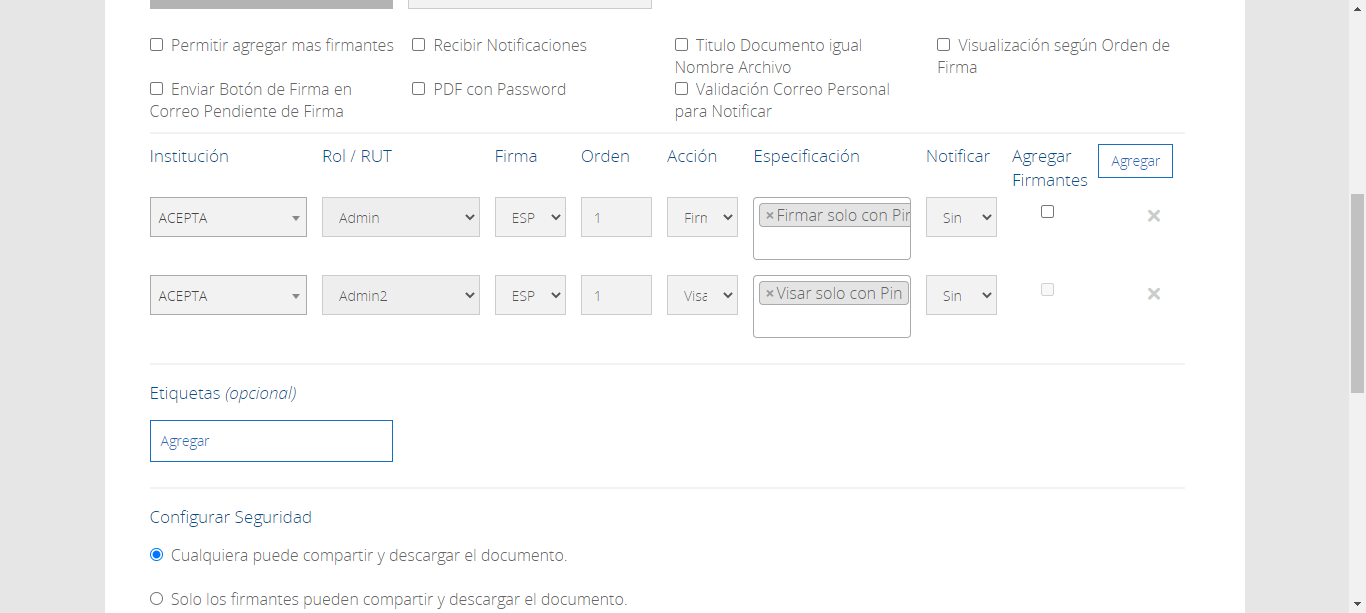 Permitir agregar mas firmantes
Recibir Notificaciones
Titulo Documento igual
Nombre Archivo
Visualización según Orden de
Firma
Enviar Botón de Firma en
Correo Pendiente de Firma
PDF con Password
Validación Correo Personal
para Notificar
Institución
Rol / RUT
Firma
Orden
Acción
Especificación
Notificar
Agregar
Firmantes
Agregar
ACEPTA
Admin
ESP
1
Firm
×Firmar solo con Pin
Sin
×
ACEPTA
Admin2
ESP
1
Visa
×Visar solo con Pin
Sin
×
Etiquetas (opcional)
Agregar
Configurar Seguridad
Cualquiera puede compartir y descargar el documento.
Solo los firmantes pueden compartir y descargar el documento.